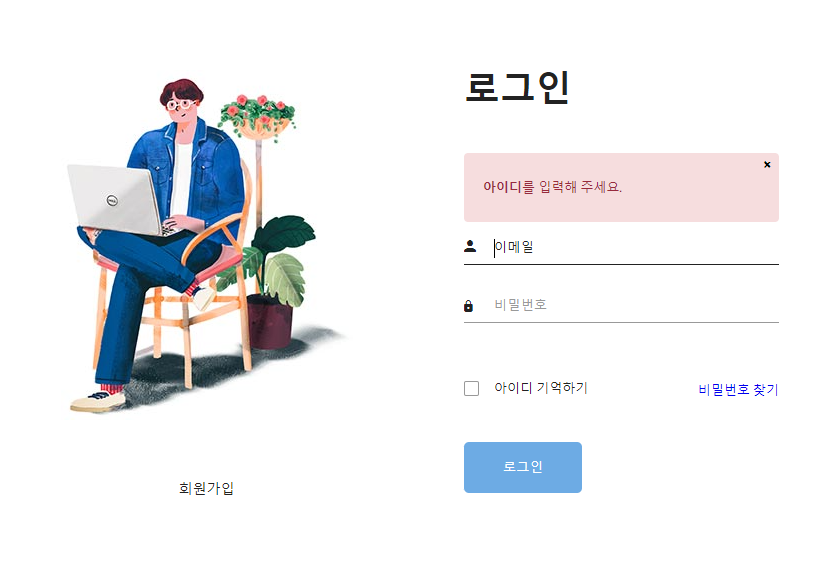 로그인
아이디를 입력해 주세요.
이메일
비밀번호
아이디 기억하기
비밀번호 찾기
로그인
회원가입
DELL